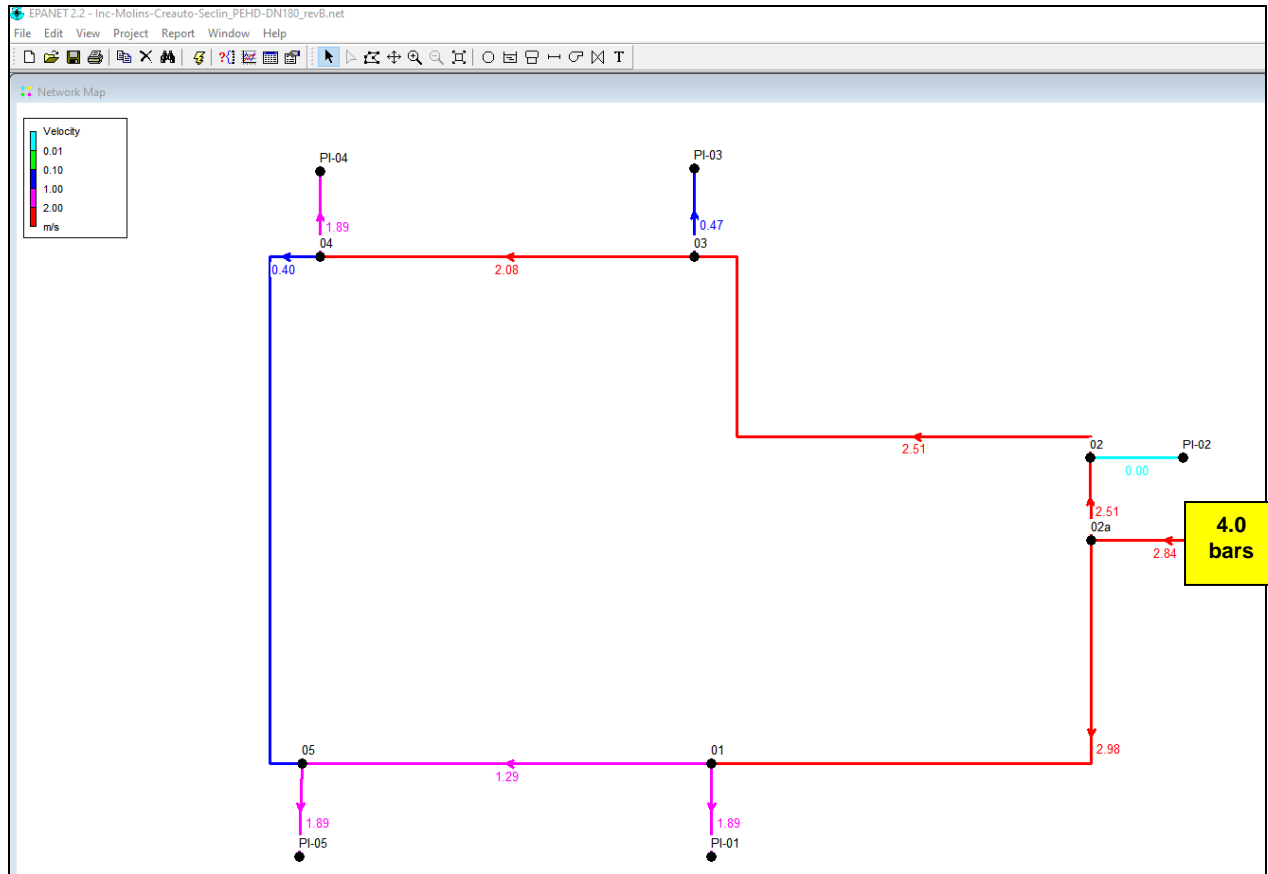 EPANET 2.2 - Inc-Molins-Creauto-Seclin_PEHD-DN180_revB.net
File Edit View Project Report Window Help
T
Network Map
Velocity
0.01
0.10
1.00
2.00
m/s
PI-04
PI-03
1.89
0.47
04
03
0.40
2.08
2.51
02
PI-02
0.00
2.51
02a
2.84
4.0
bars
2.98
05
01
1.29
1.89
1.89
PI-05
PI-01